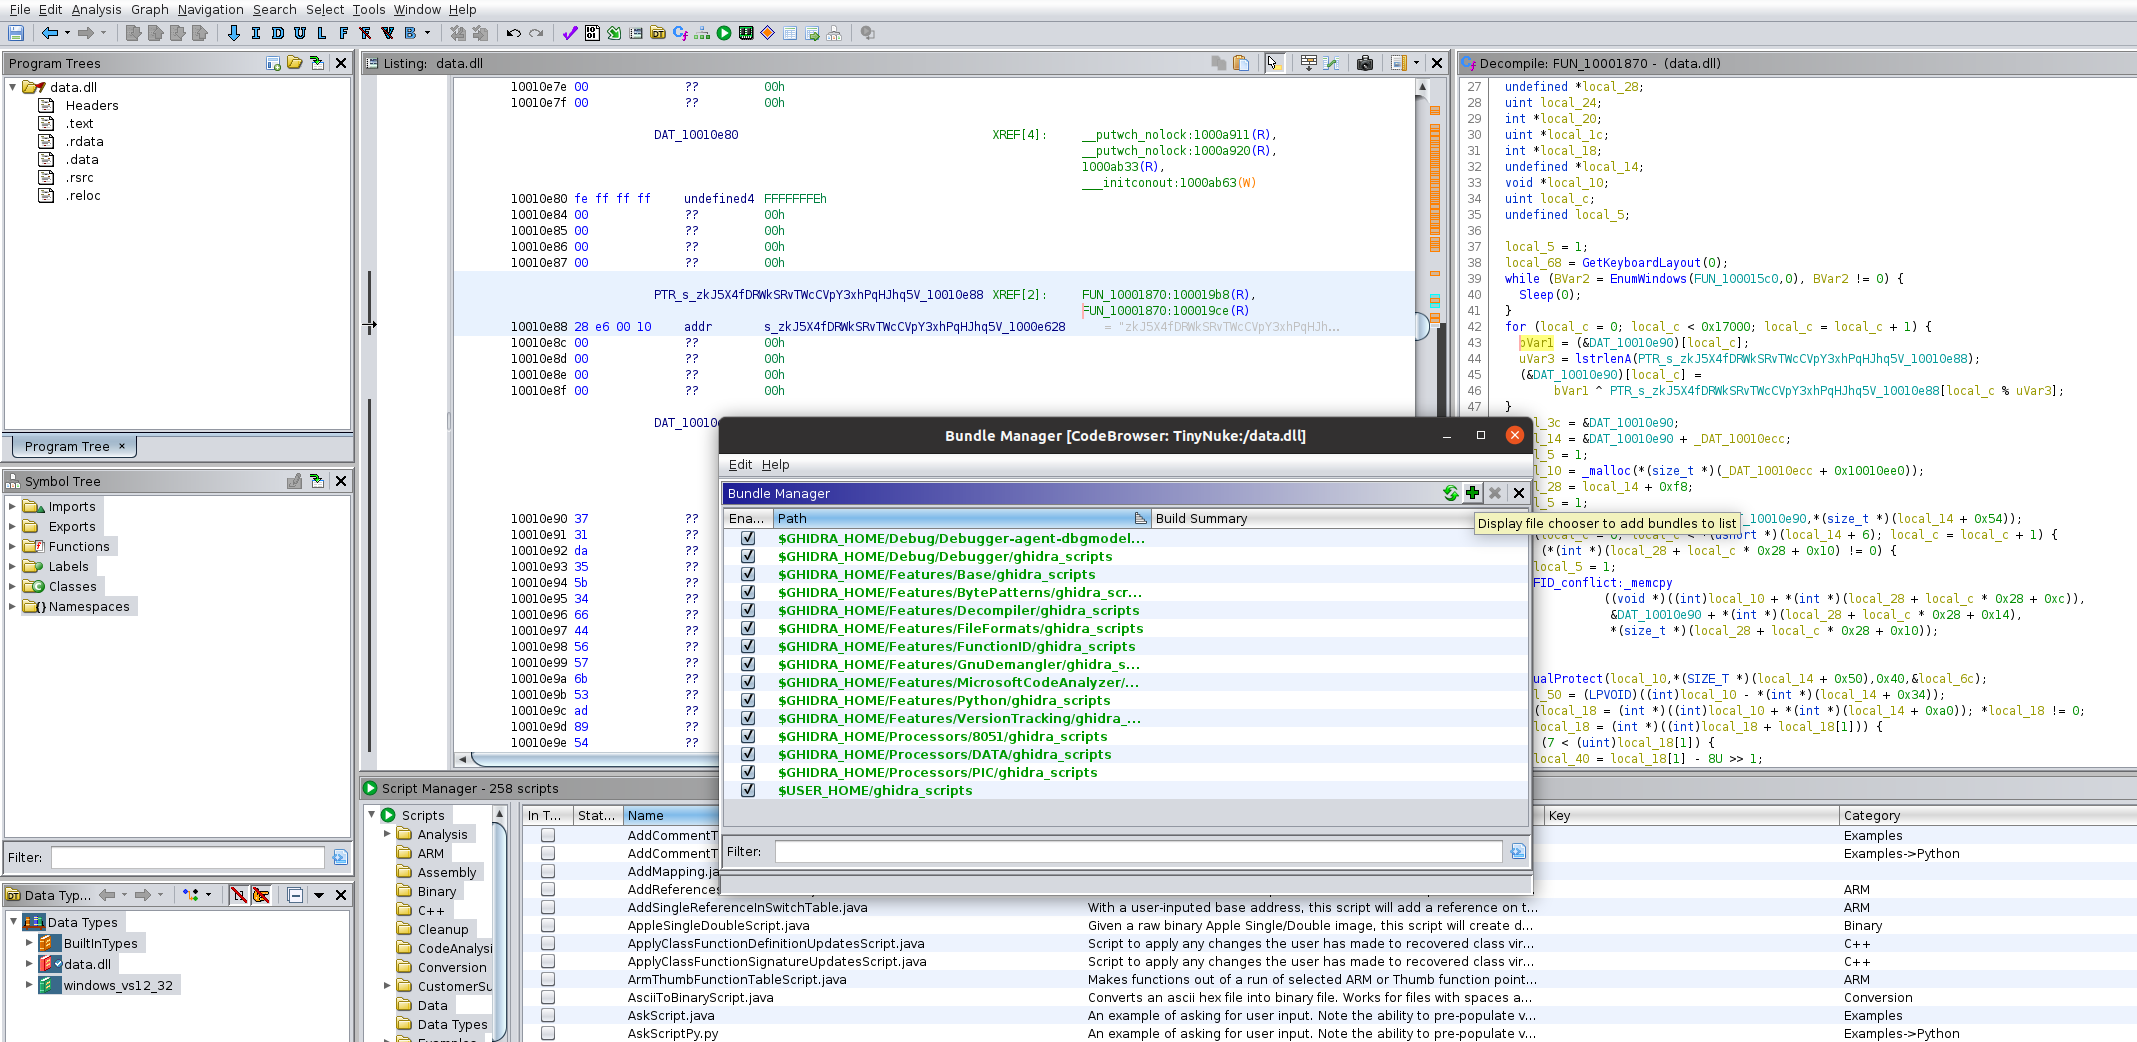 File Edit Analysis Graph Navigation Search Select Tools Window Help
I D U L F F V B
Program Trees
data.dll
Headers
.text
.rdata
.data
.rsrc
.reloc
Program Tree ×
Symbol Tree
Imports
Exports
Functions
Labels
Classes
Namespaces
Filter:
Data Typ...
Data Types
BuiltInTypes
data.dll
windows_vs12_32
Listing: data.dll
10010e7e 00 ?? 00h
10010e7f 00 ?? 00h
DAT_10010e80 XREF[4]: __putwch_nolock:1000a911(R),
__putwch_nolock:1000a920(R),
1000ab33(R),
___initconout:1000ab63(W)
10010e80 fe ff ff ff undefined4 FFFFFFFEh
10010e84 00 ?? 00h
10010e85 00 ?? 00h
10010e86 00 ?? 00h
10010e87 00 ?? 00h
PTR_s_zkJ5X4fDRWkSRvTWcCVpY3xhPqHJhq5V_10010e88 XREF[2]: FUN_10001870:100019b8(R),
FUN_10001870:100019ce(R)
10010e88 28 e6 00 10 addr s_zkJ5X4fDRWkSRvTWcCVpY3xhPqHJhq5V_1000e628 = "zkJ5X4fDRWkSRvTWcCVpY3xhPqHJh...
10010e8c 00 ?? 00h
10010e8d 00 ?? 00h
10010e8e 00 ?? 00h
10010e8f 00 ?? 00h
DAT_10010
10010e90 37 ??
10010e91 31 ??
10010e92 da ??
10010e93 35 ??
10010e94 5b ??
10010e95 34 ??
10010e96 66 ??
10010e97 44 ??
10010e98 56 ??
10010e99 57 ??
10010e9a 6b ??
10010e9b 53 ??
10010e9c ad ??
10010e9d 89 ??
10010e9e 54 ??
Decompile: FUN_10001870 - (data.dll)
27 undefined *local_28;
28 uint local_24;
29 int *local_20;
30 uint *local_1c;
31 int *local_18;
32 undefined *local_14;
33 void *local_10;
34 uint local_c;
35 undefined local_5;
36
37 local_5 = 1;
38 local_68 = GetKeyboardLayout(0);
39 while (BVar2 = EnumWindows(FUN_100015c0,0), BVar2 != 0) {
40 Sleep(0);
41 }
42 for (local_c = 0; local_c < 0x17000; local_c = local_c + 1) {
43 bVar1 = (&DAT_10010e90)[local_c];
44 uVar3 = lstrlenA(PTR_s_zkJ5X4fDRWkSRvTWcCVpY3xhPqHJhq5V_10010e88);
45 (&DAT_10010e90)[local_c] =
46 bVar1 ^ PTR_s_zkJ5X4fDRWkSRvTWcCVpY3xhPqHJhq5V_10010e88[local_c % uVar3];
47 }
_3c = &DAT_10010e90;
_14 = &DAT_10010e90 + _DAT_10010ecc;
_5 = 1;
_10 = _malloc(*(size_t *)(_DAT_10010ecc + 0x10010ee0));
_28 = local_14 + 0xf8;
_5 = 1;
_10010e90,*(size_t *)(local_14 + 0x54));
(local_c = 0; local_c < *(ushort *)(local_14 + 6); local_c = local_c + 1) {
(*(int *)(local_28 + local_c * 0x28 + 0x10) != 0) {
local_5 = 1;
FID_conflict:_memcpy
((void *)((int)local_10 + *(int *)(local_28 + local_c * 0x28 + 0xc)),
&DAT_10010e90 + *(int *)(local_28 + local_c * 0x28 + 0x14),
*(size_t *)(local_28 + local_c * 0x28 + 0x10));
ualProtect(local_10,*(SIZE_T *)(local_14 + 0x50),0x40,&local_6c);
_50 = (LPVOID)((int)local_10 - *(int *)(local_14 + 0x34));
(local_18 = (int *)((int)local_10 + *(int *)(local_14 + 0xa0)); *local_18 != 0;
local_18 = (int *)((int)local_18 + local_18[1])) {
(7 < (uint)local_18[1]) {
local_40 = local_18[1] - 8U >> 1;
Bundle Manager [CodeBrowser: TinyNuke:/data.dll]
Edit Help
Bundle Manager
Ena... Path Build Summary
Display file chooser to add bundles to list
$GHIDRA_HOME/Debug/Debugger-agent-dbgmodel...
$GHIDRA_HOME/Debug/Debugger/ghidra_scripts
$GHIDRA_HOME/Features/Base/ghidra_scripts
$GHIDRA_HOME/Features/BytePatterns/ghidra_scr...
$GHIDRA_HOME/Features/Decompiler/ghidra_scripts
$GHIDRA_HOME/Features/FileFormats/ghidra_scripts
$GHIDRA_HOME/Features/FunctionID/ghidra_scripts
$GHIDRA_HOME/Features/GnuDemangler/ghidra_s...
$GHIDRA_HOME/Features/MicrosoftCodeAnalyzer/...
$GHIDRA_HOME/Features/Python/ghidra_scripts
$GHIDRA_HOME/Features/VersionTracking/ghidra_...
$GHIDRA_HOME/Processors/8051/ghidra_scripts
$GHIDRA_HOME/Processors/DATA/ghidra_scripts
$GHIDRA_HOME/Processors/PIC/ghidra_scripts
$USER_HOME/ghidra_scripts
Filter:
Script Manager - 258 scripts
Scripts
Analysis
ARM
Assembly
Binary
C++
Cleanup
CodeAnalysi
Conversion
CustomerSu
Data
Data Types
In T... Stat... Name Key Category
AddCommentT Examples
AddCommentT Examples->Python
AddMapping.ja
AddReferences ARM
AddSingleReferenceInSwitchTable.java With a user-inputed base address, this script will add a reference on t... ARM
AppleSingleDoubleScript.java Given a raw binary Apple Single/Double image, this script will create d... Binary
ApplyClassFunctionDefinitionUpdatesScript.java Script to apply any changes the user has made to recovered class vir... C++
ApplyClassFunctionSignatureUpdatesScript.java Script to apply any changes the user has made to recovered class vir... C++
ArmThumbFunctionTableScript.java Makes functions out of a run of selected ARM or Thumb function point... ARM
AsciiToBinaryScript.java Converts an ascii hex file into binary file. Works for files with spaces a... Conversion
AskScript.java An example of asking for user input. Note the ability to pre-populate v... Examples
AskScriptPy.py An example of asking for user input. Note the ability to pre-populate v... Examples->Python